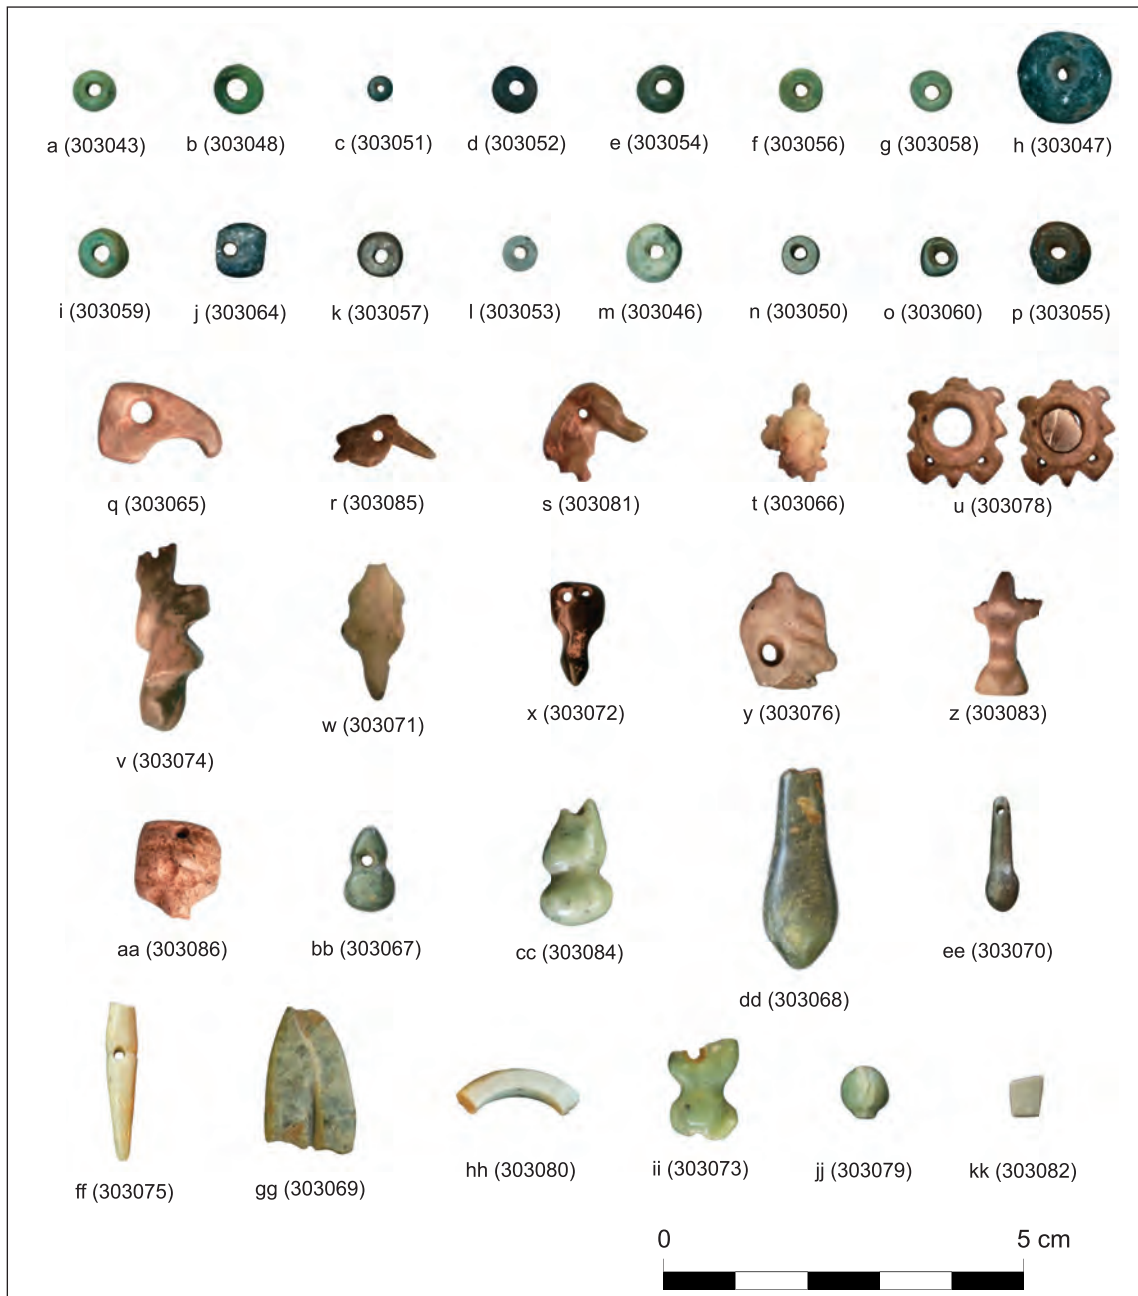 a (303043) b (303048) c (303051) d (303052) e (303054) f (303056) g (303058) h (303047)
i (303059) j (303064) k (303057) l (303053) m (303046) n (303050) o (303060) p (303055)
q (303065) r (303085) s (303081) t (303066) u (303078)
v (303074) w (303071) x (303072) y (303076) z (303083)
aa (303086) bb (303067) cc (303084) dd (303068) ee (303070)
ff (303075) gg (303069) hh (303080) ii (303073) jj (303079) kk (303082)
0 5 cm